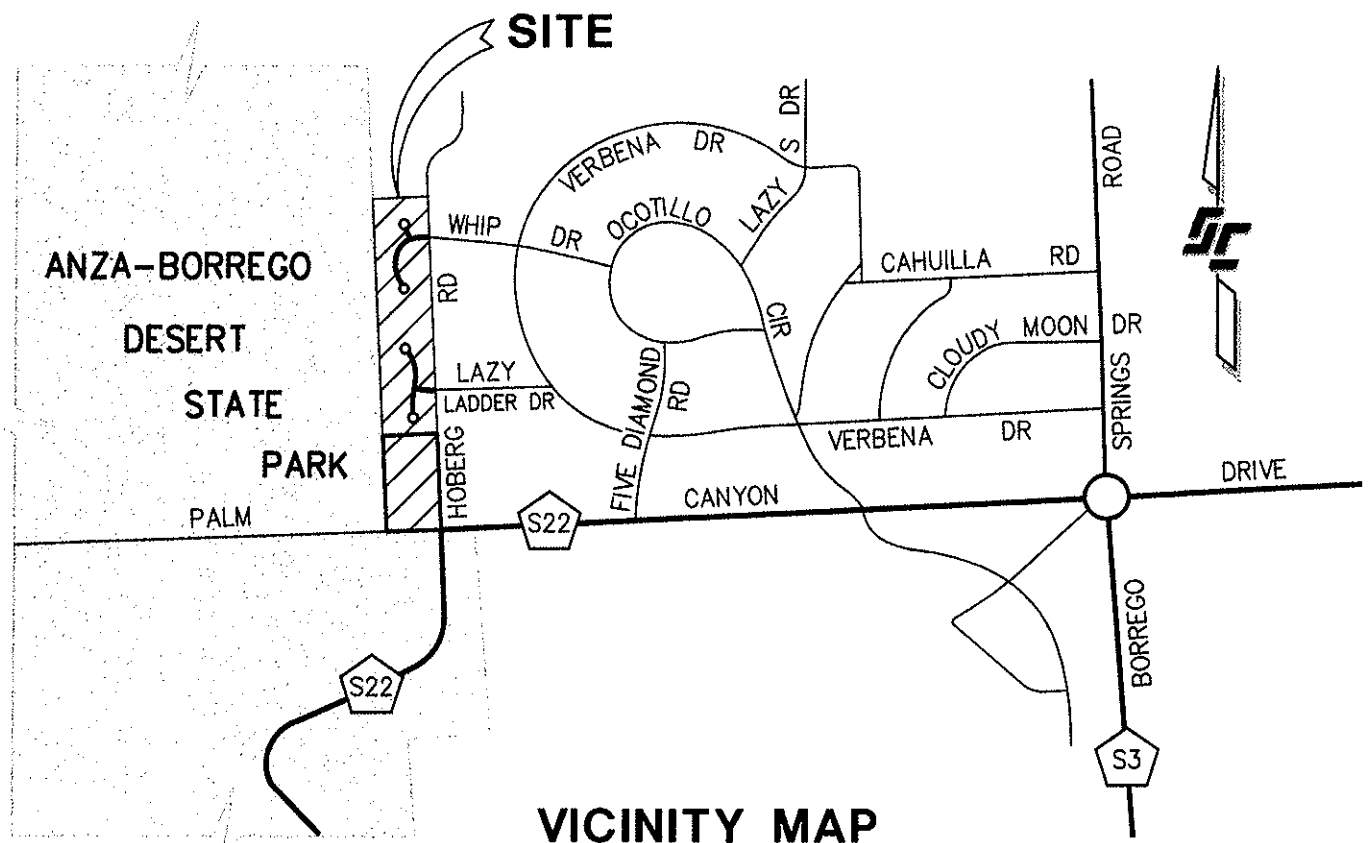 SITE
VERBENA DR
LAZY S DR
ROAD
OCOTILLO
WHIP DR
ANZA-BORREGO
DESERT
STATE
PARK
RD
CAHUILLA RD
CIR
CLOUDY MOON DR
LAZY
LADDER DR
FIVE DIAMOND
RD
SPRINGS
VERBENA DR
HOBERG
PALM
CANYON
DRIVE
S22
BORREGO
S22
S3
VICINITY MAP